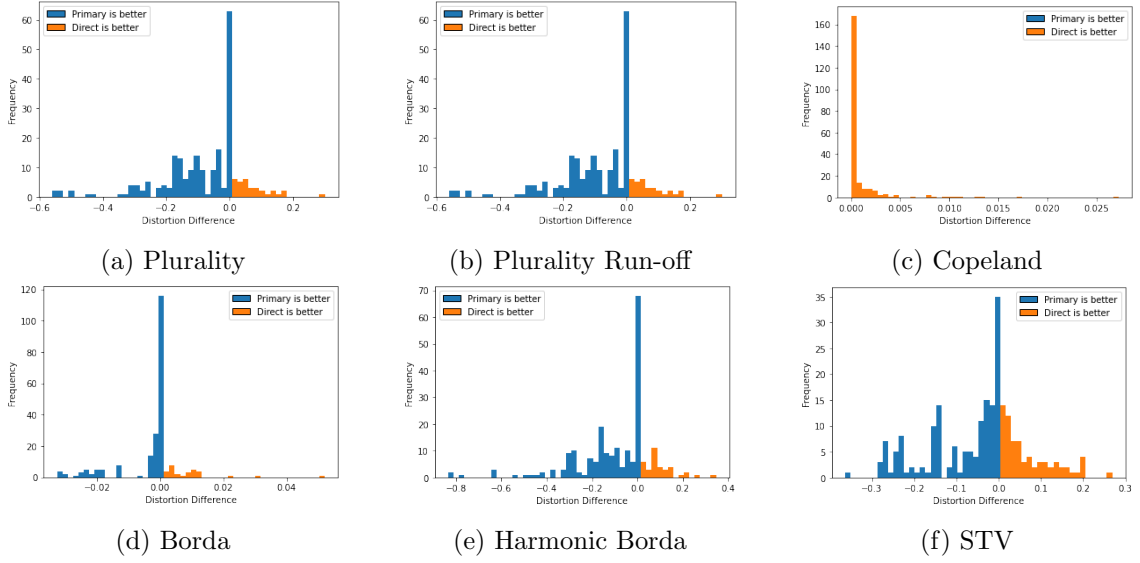 Primary is better
Direct is better
60
50
40
30
20
10
0
Frequency
−0.6 −0.4 −0.2 0.0 0.2
Distortion Difference
(a) Plurality
Primary is better
Direct is better
60
50
40
30
20
10
0
Frequency
−0.6 −0.4 −0.2 0.0 0.2
Distortion Difference
(b) Plurality Run-off
Primary is better
Direct is better
160
140
120
100
80
60
40
20
0
Frequency
0.000 0.005 0.010 0.015 0.020 0.025
Distortion Difference
(c) Copeland
Primary is better
Direct is better
120
100
80
60
40
20
0
Frequency
−0.02 0.00 0.02 0.04
Distortion Difference
(d) Borda
Primary is better
Direct is better
70
60
50
40
30
20
10
0
Frequency
−0.8 −0.6 −0.4 −0.2 0.0 0.2 0.4
Distortion Difference
(e) Harmonic Borda
Primary is better
Direct is better
35
30
25
20
15
10
5
0
Frequency
−0.3 −0.2 −0.1 0.0 0.1 0.2 0.3
Distortion Difference
(f) STV